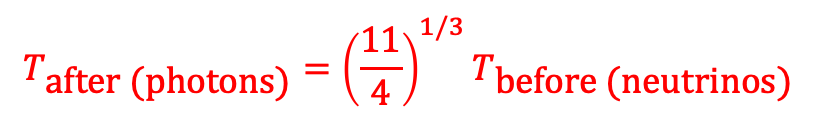 T_after (photons) = (11/4)^1/3 T_before (neutrinos)